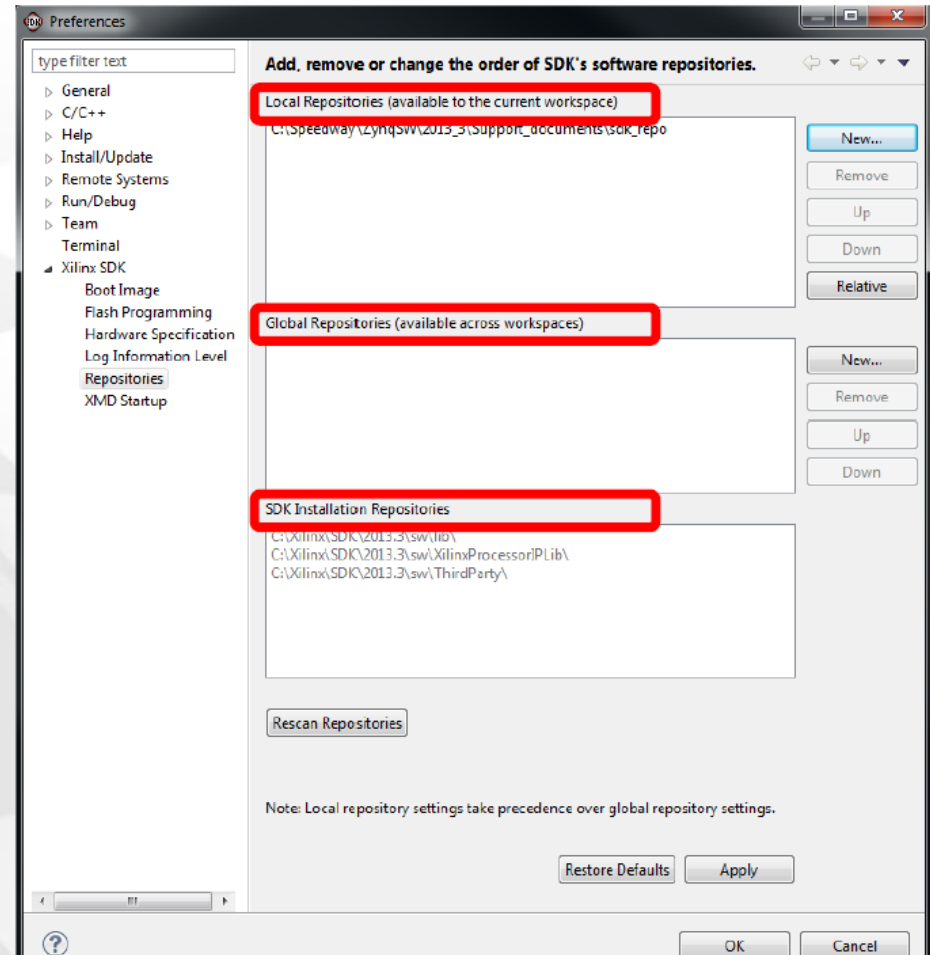 SDK Preferences
type filter text
General
C/C++
Help
Install/Update
Remote Systems
Run/Debug
Team
Terminal
Xilinx SDK
Boot Image
Flash Programming
Hardware Specification
Log Information Level
Repositories
XMD Startup
Add, remove or change the order of SDK's software repositories.
Local Repositories (available to the current workspace)
C:\Speedway\ZynqSW\2013_3\Support_documents\sdk_repo
New...
Remove
Up
Down
Relative
Global Repositories (available across workspaces)
New...
Remove
Up
Down
SDK Installation Repositories
C:\Xilinx\SDK\2013.3\sw\lib\
C:\Xilinx\SDK\2013.3\sw\XilinxProcessorIPLib\
C:\Xilinx\SDK\2013.3\sw\ThirdParty\
Rescan Repositories
Note: Local repository settings take precedence over global repository settings.
Restore Defaults
Apply
?
OK
Cancel